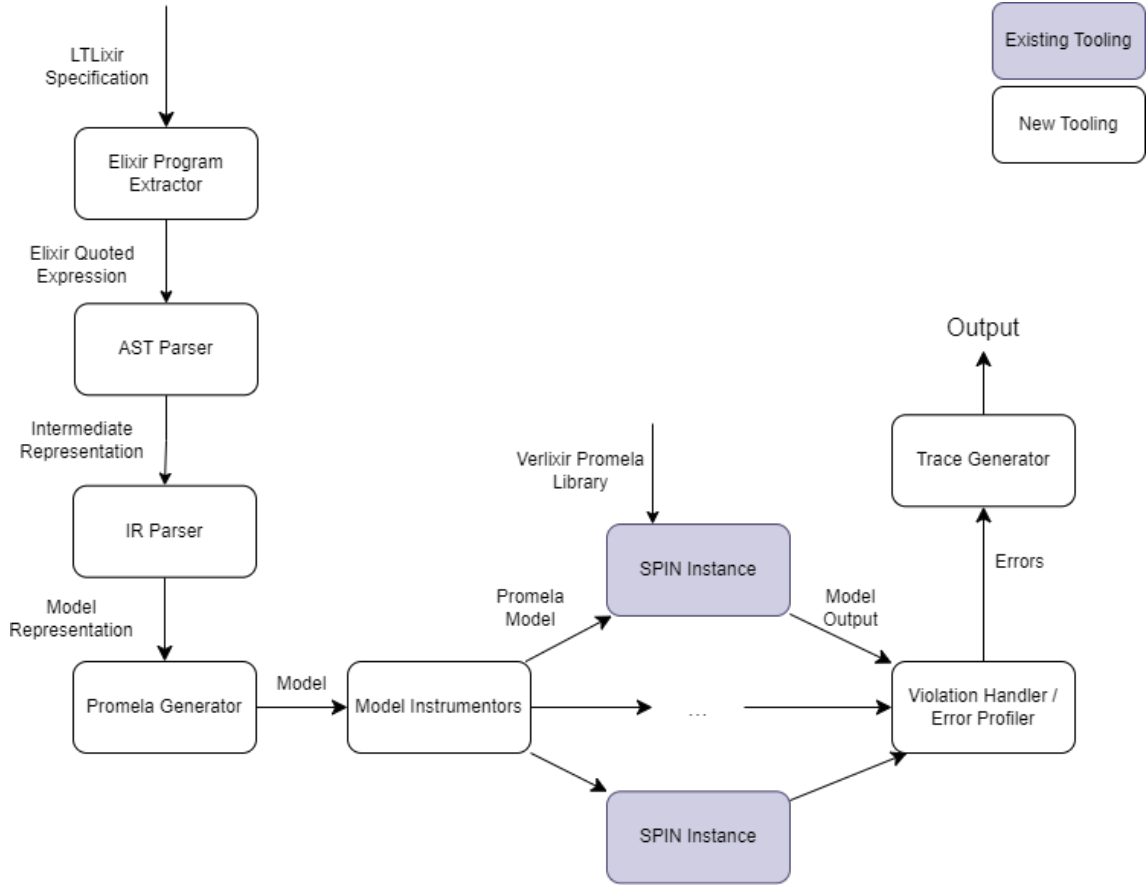 LTLixir
Specification
Existing Tooling
New Tooling
Elixir Program
Extractor
Elixir Quoted
Expression
AST Parser
Intermediate
Representation
IR Parser
Model
Representation
Promela Generator
Model
Model Instrumentors
Promela
Model
Verlixir Promela
Library
SPIN Instance
...
SPIN Instance
Model
Output
Violation Handler /
Error Profiler
Errors
Trace Generator
Output